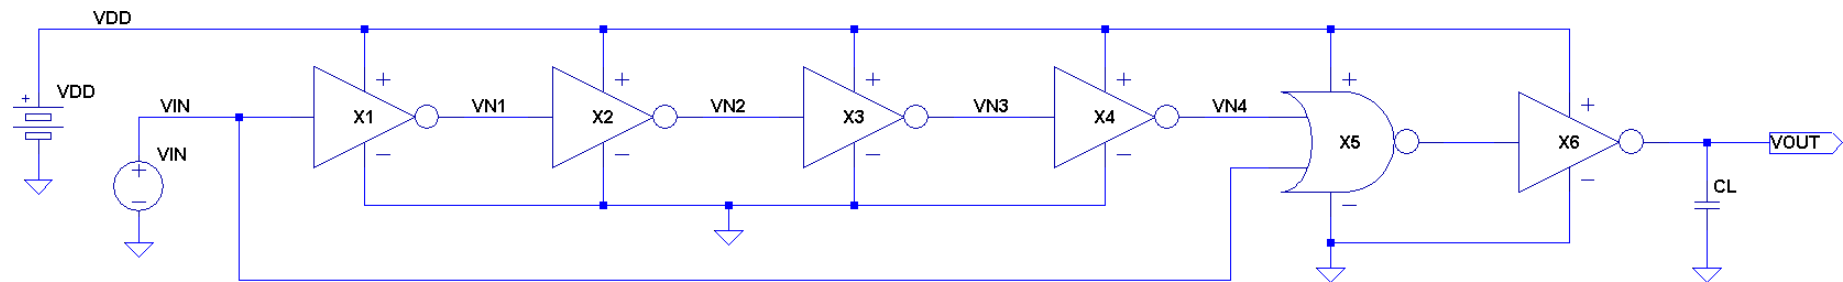 VDD
+
VDD
VIN
VIN
+
−
X1
+
−
VN1
X2
+
−
VN2
X3
+
−
VN3
X4
+
−
VN4
X5
+
−
X6
+
−
VOUT
CL